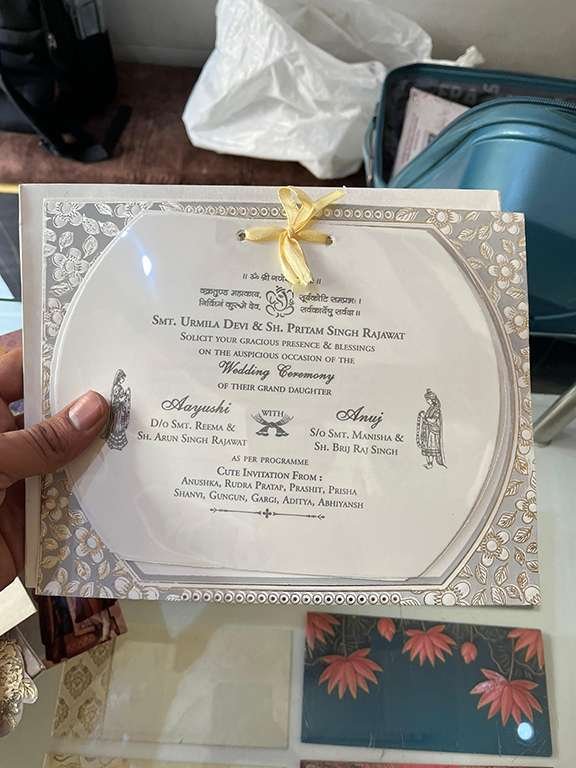 ॥ ॐ श्री गणे
वक्रतुण्ड महाकाय, सूर्यकोटि समप्रभः।
निर्विघ्नं कुरूमे देव, सर्वकार्येषु सर्वदा॥
SMT. URMILA DEVI & SH. PRITAM SINGH RAJAWAT
SOLICIT YOUR GRACIOUS PRESENCE & BLESSINGS
ON THE AUSPICIOUS OCCASION OF THE
Wedding Ceremony
OF THEIR GRAND DAUGHTER
Aayushi WITH Anuj
D/O SMT. REEMA & S/O SMT. MANISHA &
SH. ARUN SINGH RAJAWAT SH. BRIJ RAJ SINGH
AS PER PROGRAMME
CUTE INVITATION FROM :
ANUSHKA, RUDRA PRATAP, PRASHIT, PRISHA
SHANVI, GUNGUN, GARGI, ADITYA, ABHIYANSH